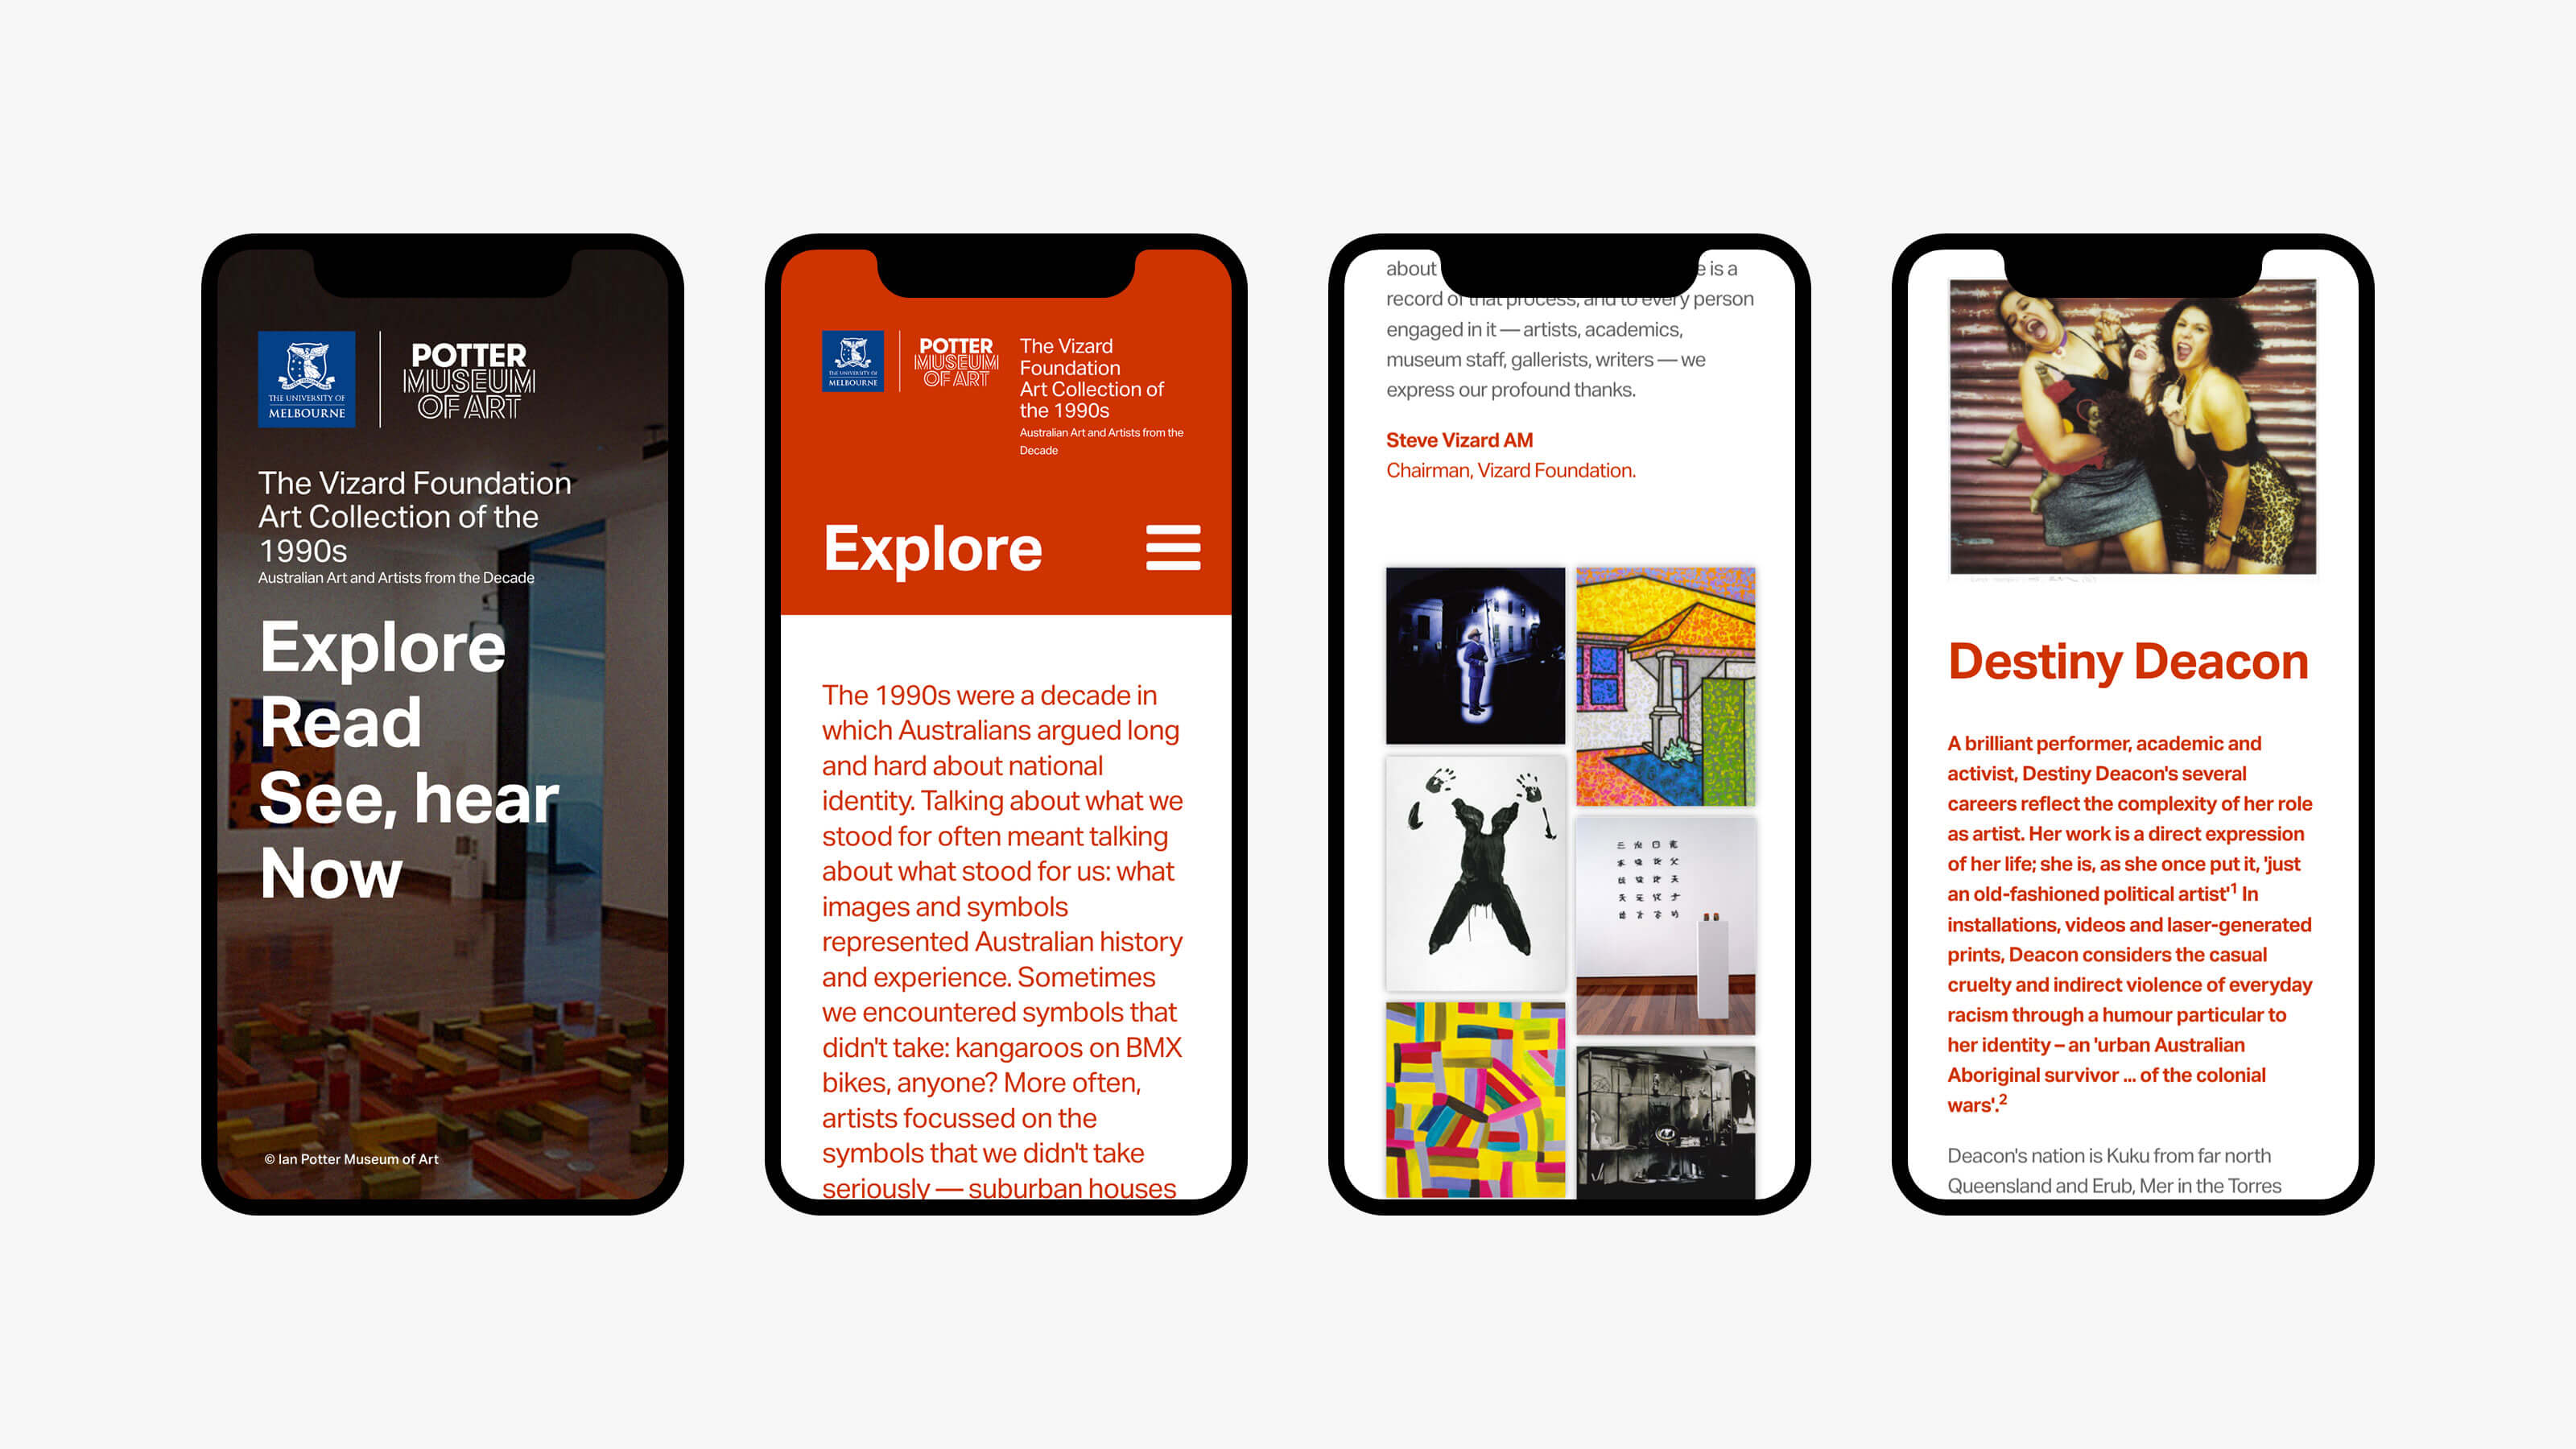 THE UNIVERSITY OF
MELBOURNE
POTTER
MUSEUM
OF ART
The Vizard Foundation
Art Collection of the
1990s
Australian Art and Artists from the Decade
Explore
Read
See, hear
Now
© Ian Potter Museum of Art
THE UNIVERSITY OF
MELBOURNE
POTTER
MUSEUM
OF ART
The Vizard
Foundation
Art Collection of
the 1990s
Australian Art and Artists from the
Decade
Explore
The 1990s were a decade in
which Australians argued long
and hard about national
identity. Talking about what we
stood for often meant talking
about what stood for us: what
images and symbols
represented Australian history
and experience. Sometimes
we encountered symbols that
didn't take: kangaroos on BMX
bikes, anyone? More often,
artists focussed on the
symbols that we didn't take
seriously — suburban houses
about is a
record of that process, and to every person
engaged in it — artists, academics,
museum staff, gallerists, writers — we
express our profound thanks.
Steve Vizard AM
Chairman, Vizard Foundation.
Destiny Deacon
A brilliant performer, academic and
activist, Destiny Deacon's several
careers reflect the complexity of her role
as artist. Her work is a direct expression
of her life; she is, as she once put it, 'just
an old-fashioned political artist'¹ In
installations, videos and laser-generated
prints, Deacon considers the casual
cruelty and indirect violence of everyday
racism through a humour particular to
her identity – an 'urban Australian
Aboriginal survivor ... of the colonial
wars'.²
Deacon's nation is Kuku from far north
Queensland and Erub, Mer in the Torres